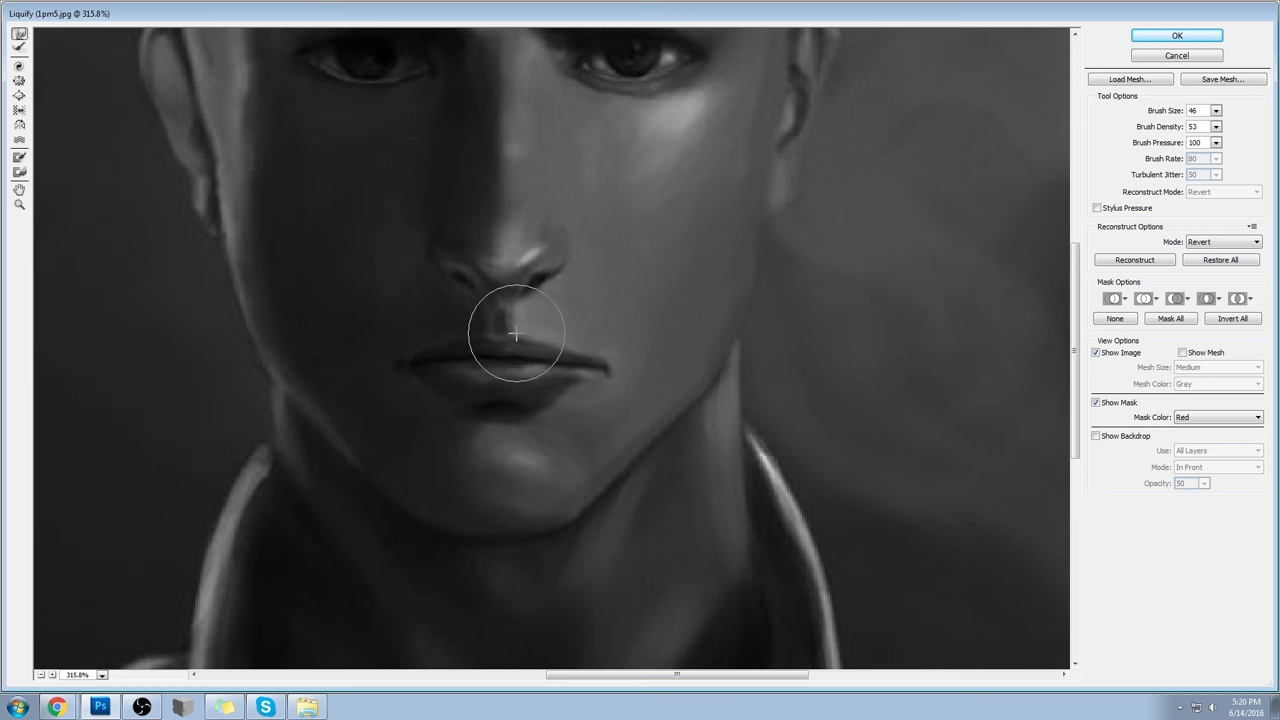 Liquify (1pm5.jpg @ 315.8%)
OK
Cancel
Load Mesh...
Save Mesh...
Tool Options
Brush Size: 46
Brush Density: 53
Brush Pressure: 100
Brush Rate: 80
Turbulent Jitter: 50
Reconstruct Mode: Revert
Stylus Pressure
Reconstruct Options
Mode: Revert
Reconstruct
Restore All
Mask Options
None
Mask All
Invert All
View Options
Show Image
Show Mesh
Mesh Size: Medium
Mesh Color: Gray
Show Mask
Mask Color: Red
Show Backdrop
Use: All Layers
Mode: In Front
Opacity: 50
315.8%
Ps
S
5:20 PM
6/14/2016